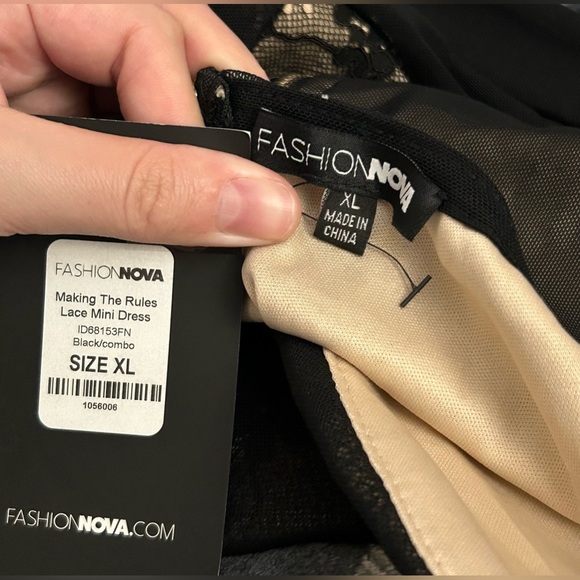 FASHIONNOVA
XL
MADE IN
CHINA
FASHIONNOVA
Making The Rules
Lace Mini Dress
ID68153FN
Black/combo
SIZE XL
1056006
FASHIONNOVA.COM